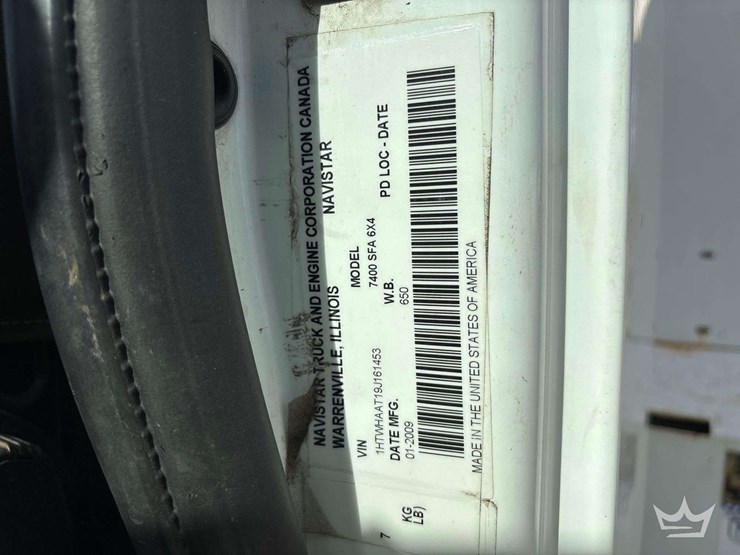 NAVISTAR TRUCK AND ENGINE CORPORATION CANADA
WARRENVILLE, ILLINOIS NAVISTAR
VIN MODEL
1HTWHAAT19J161453 7400 SFA 6X4
DATE MFG. W.B. PD LOC - DATE
01-2009 650
MADE IN THE UNITED STATES OF AMERICA
7
KG
LB)